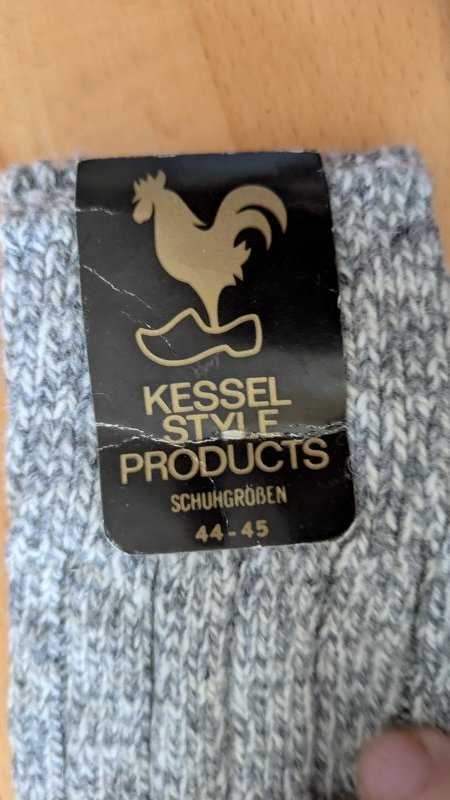 KESSEL
STYLE
PRODUCTS
SCHUHGRÖßEN
44-45